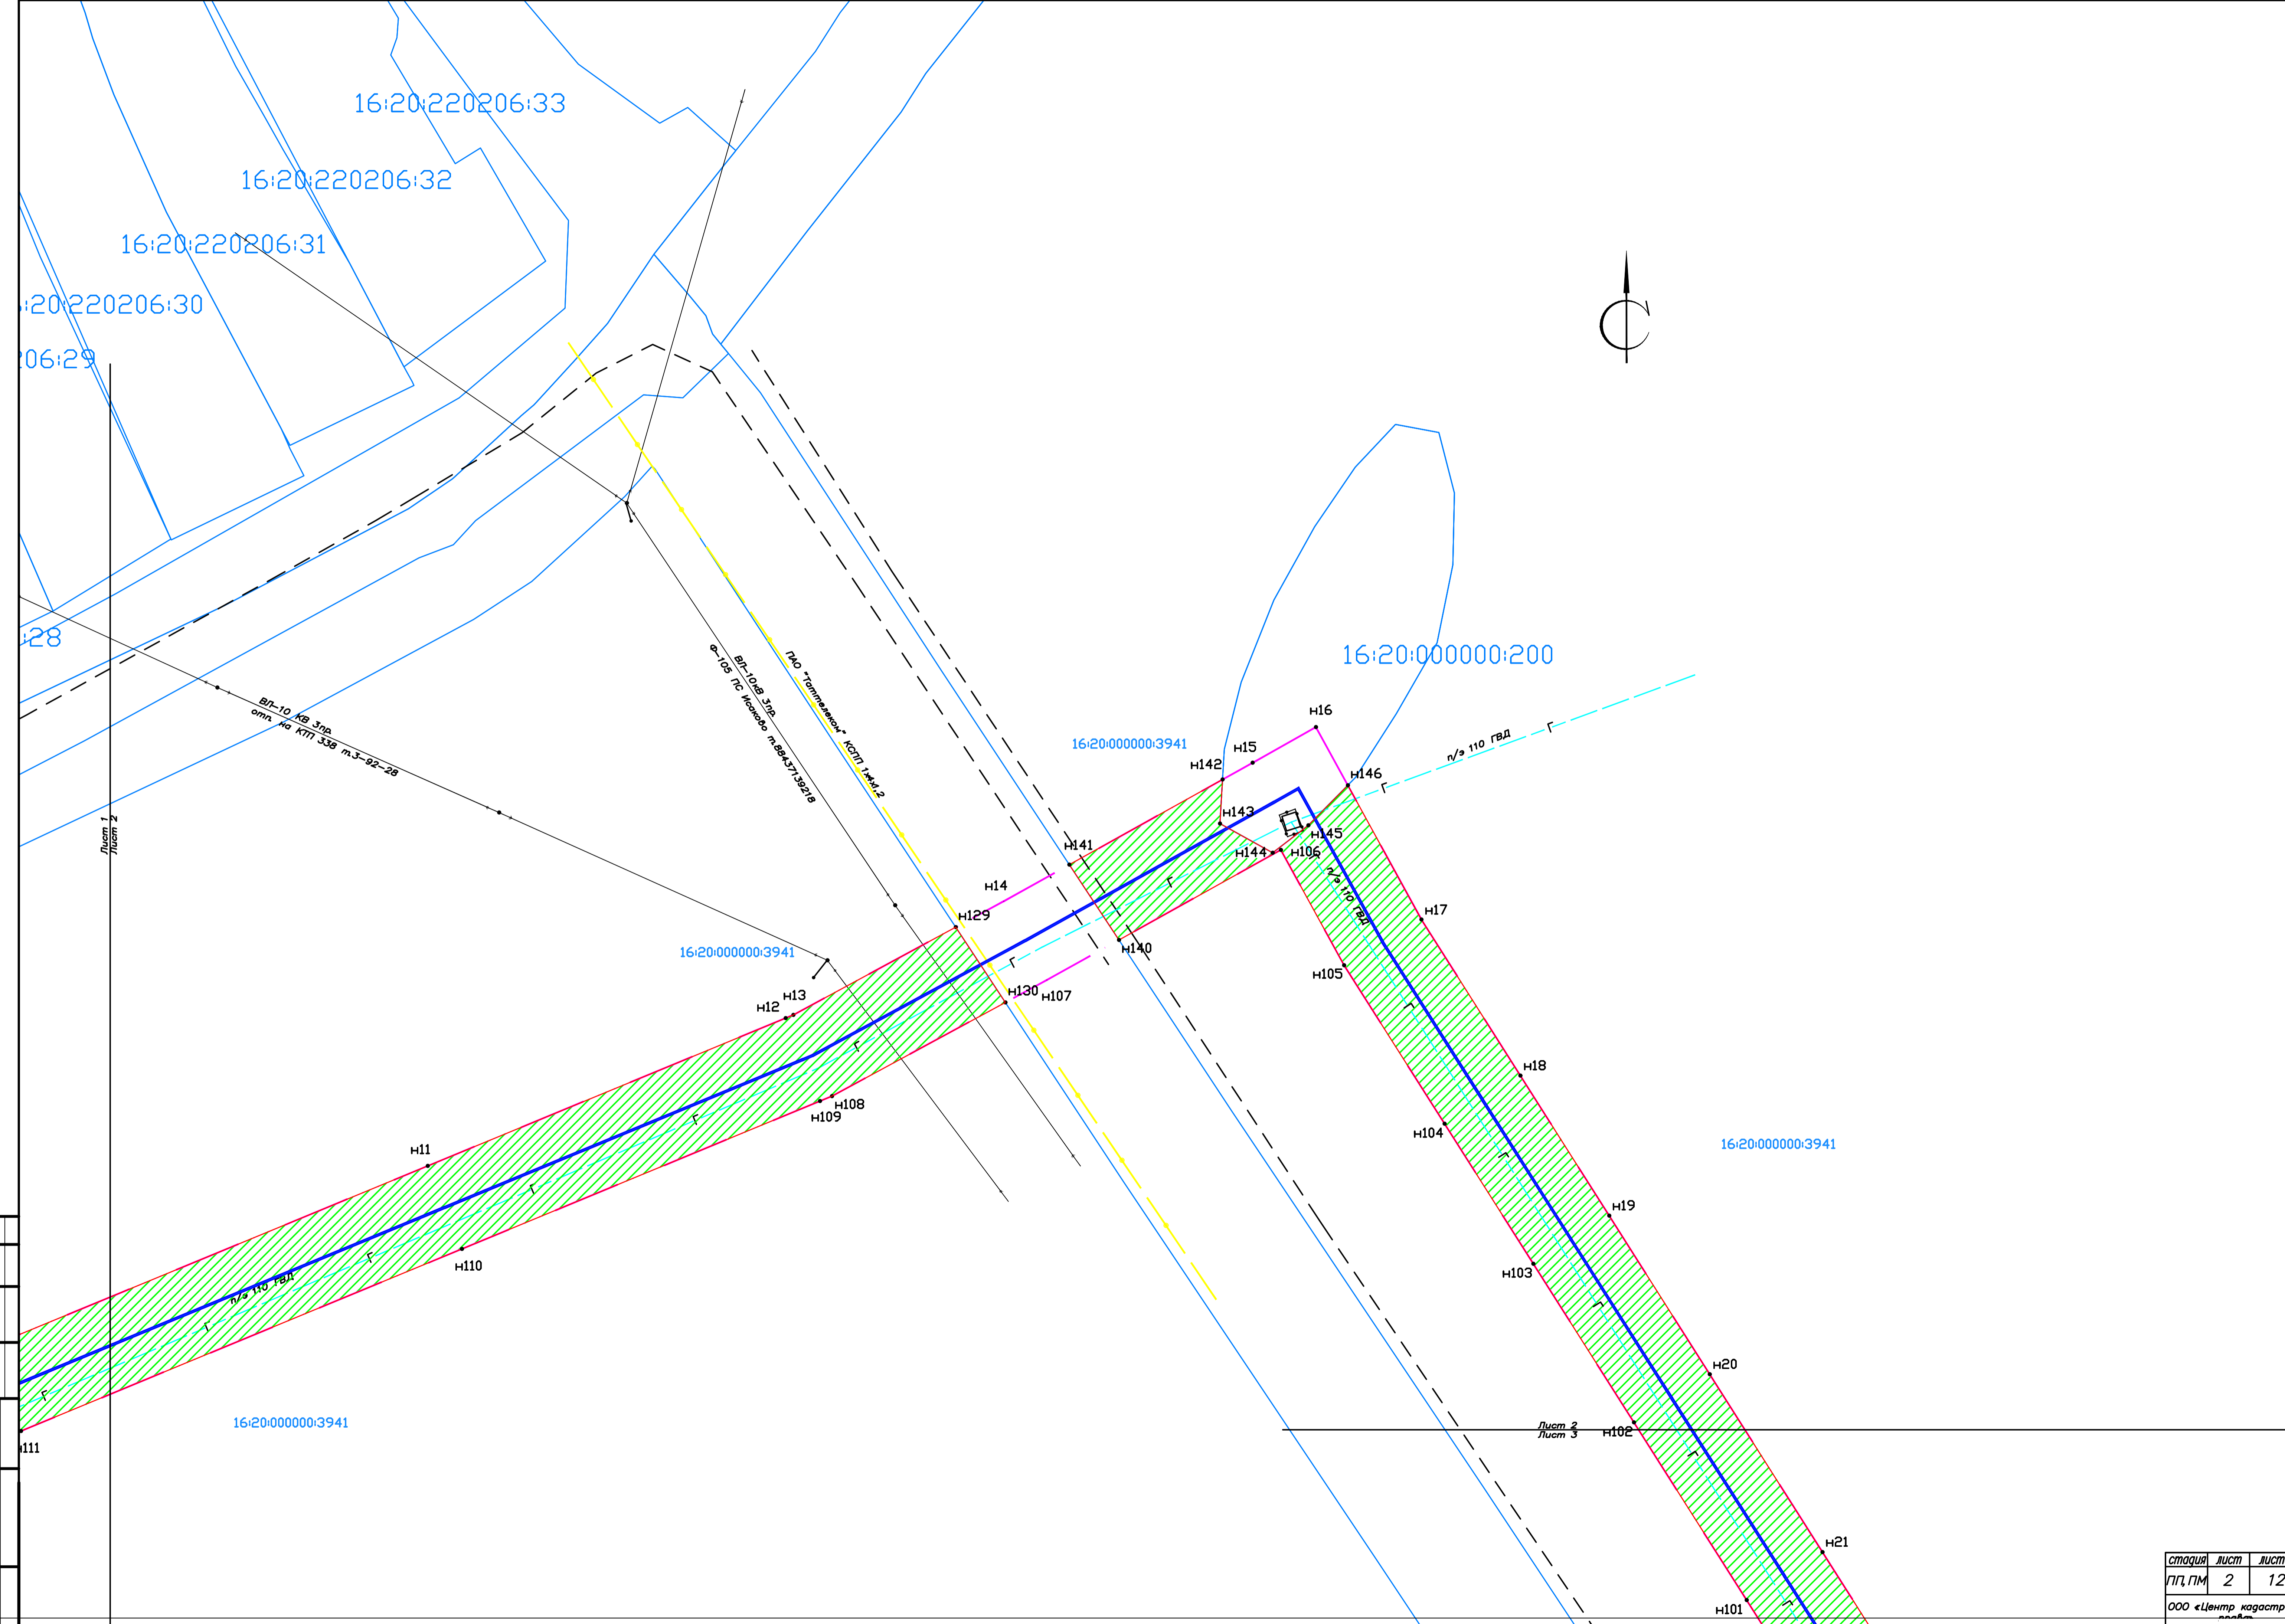 16:20:220206:33
16:20:220206:32
16:20:220206:31
:20:220206:30
06:29
:28
С
16:20:000000:200
ВЛ-10 КВ 3пр.
отп. на КТП 338 т.3-92-28
ПАО "Таттелеком" КСПП 1х4х1,2
ВЛ-10кВ 3пр.
Ф-105 ПС Исаково т.88437139218
16:20:000000:3941
н16
н15
п/э 110 ГВД
н142
н146
н143
н145
н141
н144
н106
п/э 110 ГВД
Лист 1
Лист 2
н14
н129
н17
16:20:000000:3941
н140
н105
н130
н107
н13
н12
н18
н108
н109
н104
н11
16:20:000000:3941
н19
н110
н103
п/э 110 ГВД
н20
16:20:000000:3941
Лист 2
Лист 3
н102
н111
н21
н101
стадия лист лист
ПП, ПМ 2 12
ООО «Центр кадастр